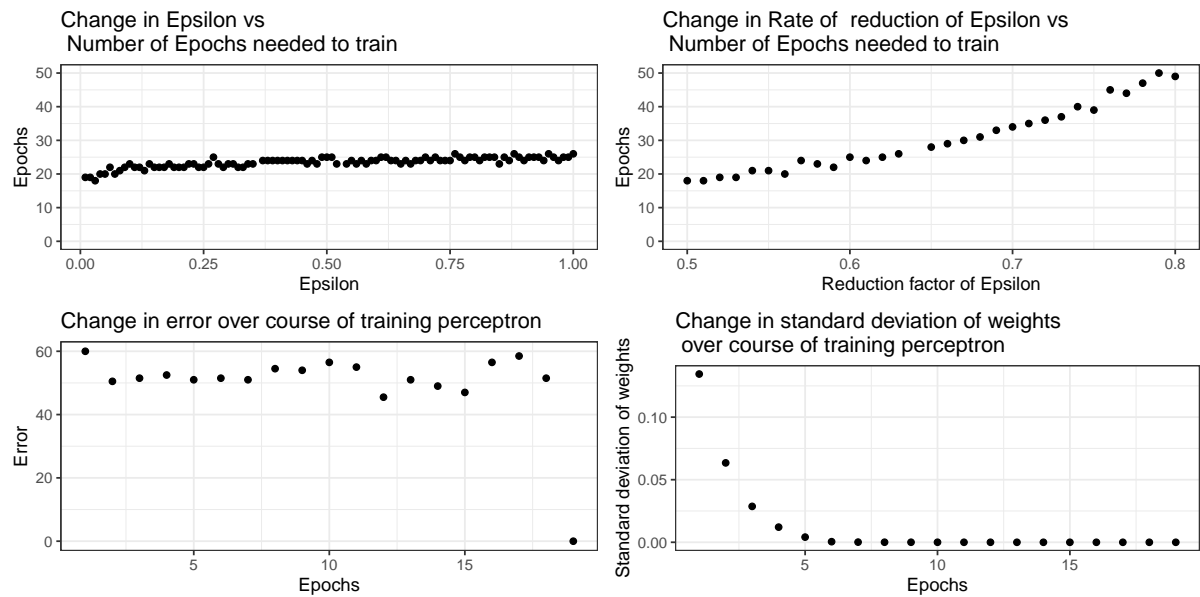 Change in Epsilon vs
Number of Epochs needed to train
Epochs
50
40
30
20
10
0
0.00 0.25 0.50 0.75 1.00
Epsilon
Change in Rate of  reduction of Epsilon vs
Number of Epochs needed to train
Epochs
50
40
30
20
10
0
0.5 0.6 0.7 0.8
Reduction factor of Epsilon
Change in error over course of training perceptron
Error
60
40
20
0
5 10 15
Epochs
Change in standard deviation of weights
over course of training perceptron
Standard deviation of weights
0.10
0.05
0.00
5 10 15
Epochs